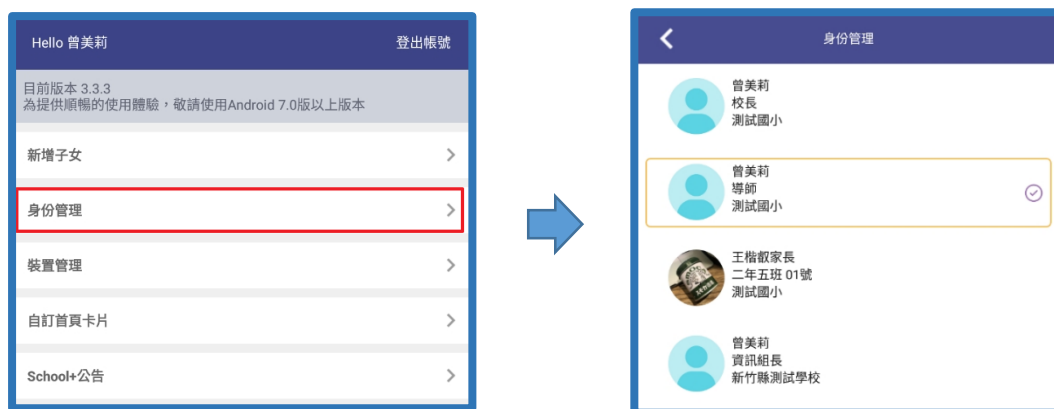 Hello 曾美莉
登出帳號
目前版本 3.3.3
為提供順暢的使用體驗，敬請使用Android 7.0版以上版本
新增子女
身份管理
裝置管理
自訂首頁卡片
School+公告
身份管理
曾美莉
校長
測試國小
曾美莉
導師
測試國小
王楷叡家長
二年五班 01號
測試國小
曾美莉
資訊組長
新竹縣測試學校